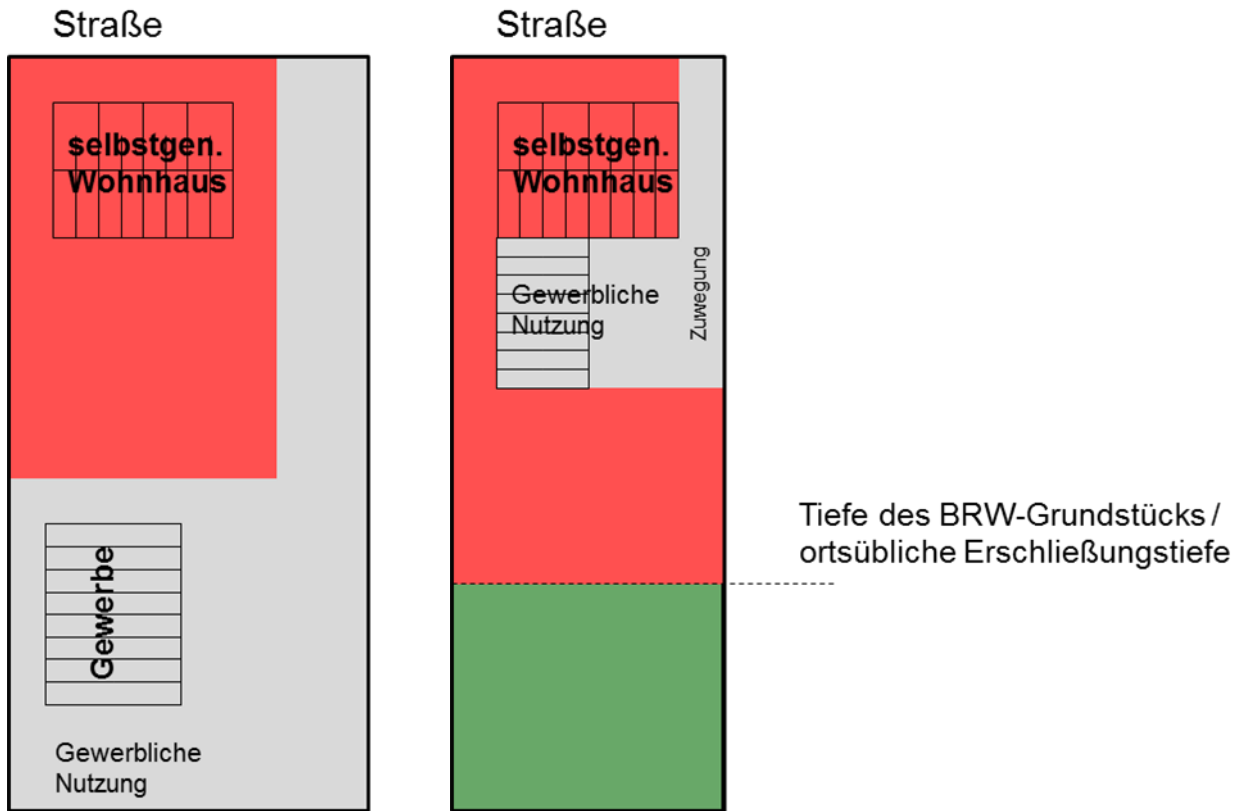 Straße
selbstgen.
Wohnhaus
Gewerbe
Gewerbliche
Nutzung
Straße
selbstgen.
Wohnhaus
Gewerbliche
Nutzung
Zuwegung
Tiefe des BRW-Grundstücks /
ortsübliche Erschließungstiefe